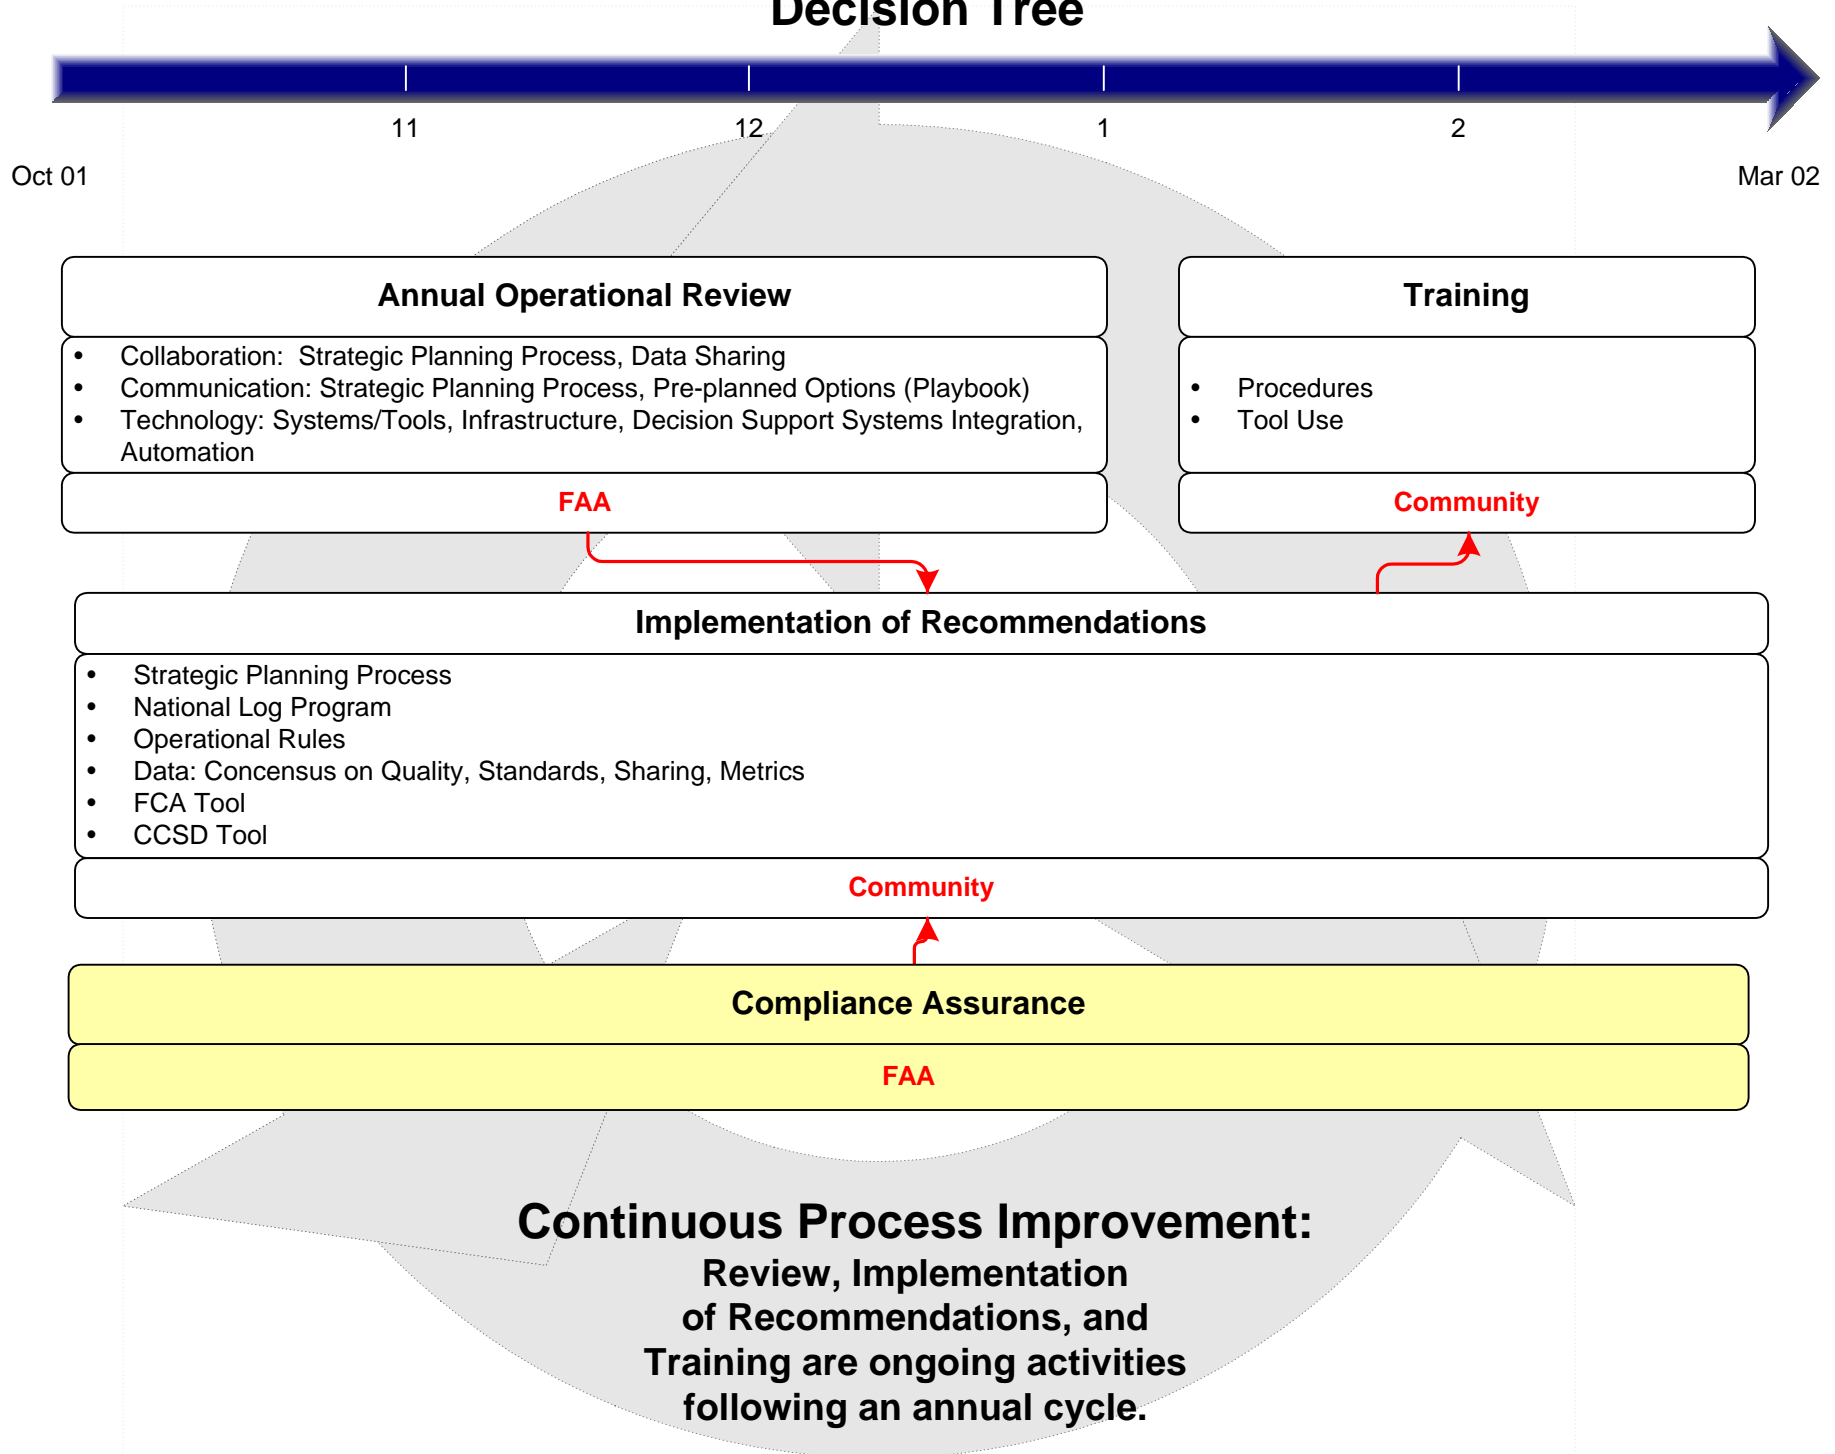 Decision Tree
11
12
1
2
Oct 01
Mar 02
Annual Operational Review
• Collaboration:  Strategic Planning Process, Data Sharing
• Communication: Strategic Planning Process, Pre-planned Options (Playbook)
• Technology: Systems/Tools, Infrastructure, Decision Support Systems Integration,
Automation
FAA
Training
• Procedures
• Tool Use
Community
Implementation of Recommendations
• Strategic Planning Process
• National Log Program
• Operational Rules
• Data: Concensus on Quality, Standards, Sharing, Metrics
• FCA Tool
• CCSD Tool
Community
Compliance Assurance
FAA
Continuous Process Improvement:
Review, Implementation
of Recommendations, and
Training are ongoing activities
following an annual cycle.